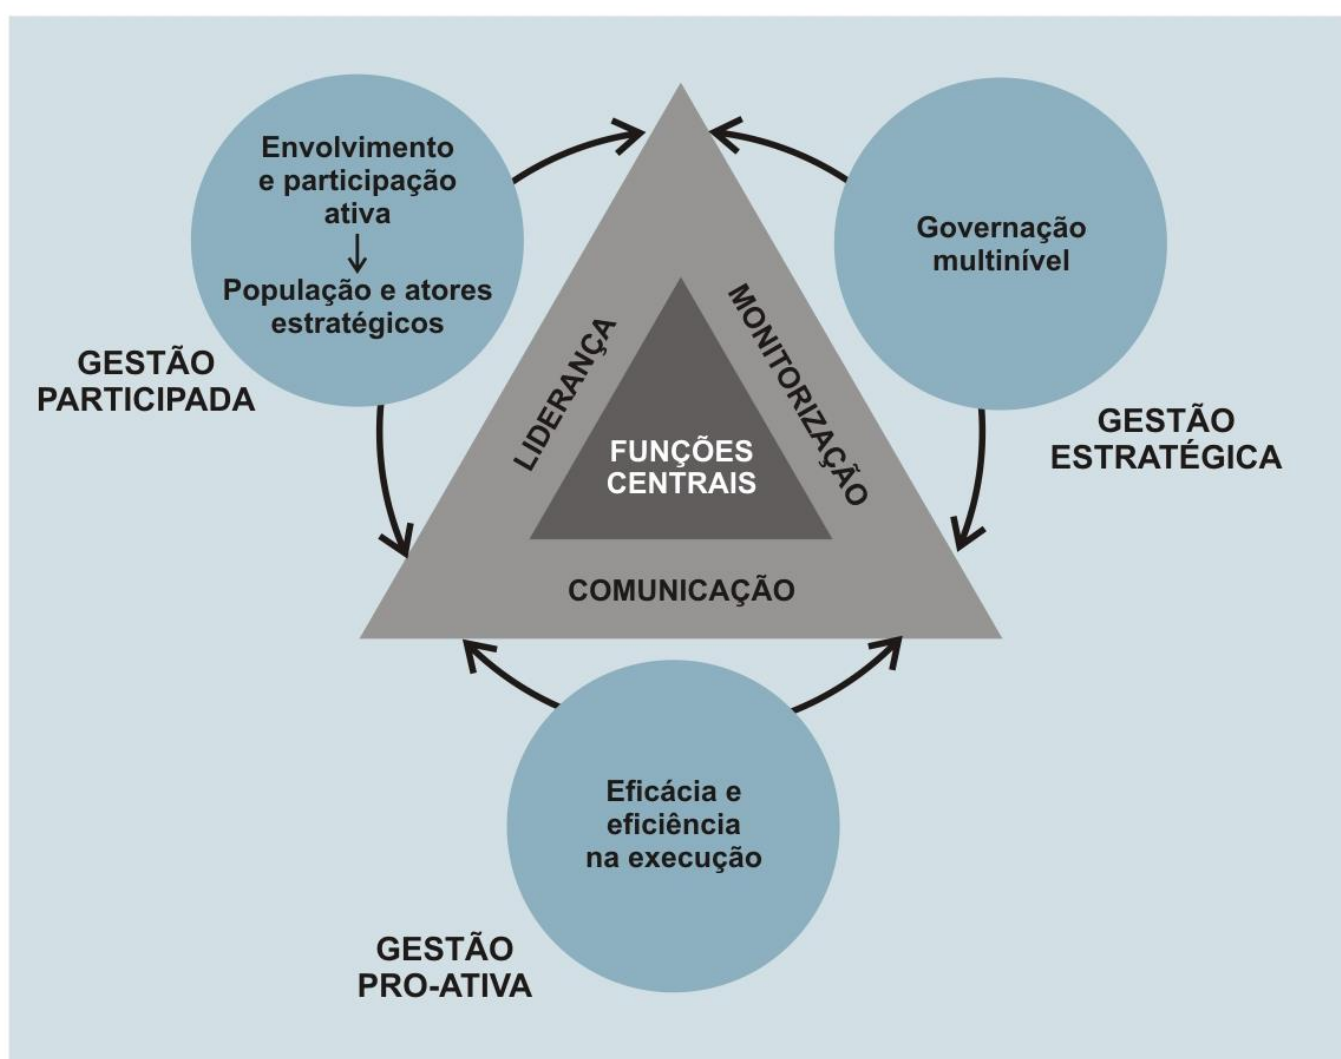 Envolvimento
e participação
ativa
População e atores
estratégicos
GESTÃO
PARTICIPADA
Governação
multinível
GESTÃO
ESTRATÉGICA
LIDERANÇA
MONITORIZAÇÃO
FUNÇÕES
CENTRAIS
COMUNICAÇÃO
Eficácia e
eficiência
na execução
GESTÃO
PRO-ATIVA